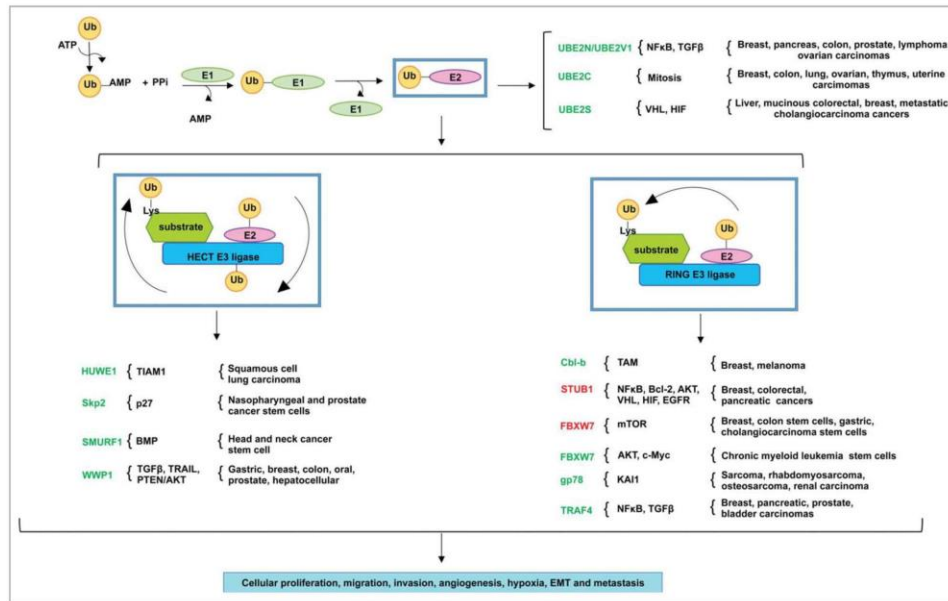 Ub
ATP
Ub AMP + PPi
E1
AMP
Ub E1
E1
Ub E2
UBE2N/UBE2V1 { NFκB, TGFβ { Breast, pancreas, colon, prostate, lymphoma,
ovarian carcinomas
UBE2C { Mitosis { Breast, colon, lung, ovarian, thymus, uterine
carcimomas
UBE2S { VHL, HIF { Liver, mucinous colorectal, breast, metastatic,
cholangiocarcinoma cancers
Ub
Lys
substrate
Ub
E2
HECT E3 ligase
Ub
Ub
Lys
substrate
Ub
E2
RING E3 ligase
HUWE1 { TIAM1 { Squamous cell
lung carcinoma
Skp2 { p27 { Nasopharyngeal and prostate
cancer stem cells
SMURF1 { BMP { Head and neck cancer
stem cell
WWP1 { TGFβ, TRAIL,
PTEN/AKT
{ Gastric, breast, colon, oral,
prostate, hepatocellular
Cbl-b { TAM { Breast, melanoma
STUB1 { NFκB, Bcl-2, AKT,
VHL, HIF, EGFR
{ Breast, colorectal,
pancreatic cancers
FBXW7 { mTOR { Breast, colon stem cells, gastric,
cholangiocarcinoma stem cells
FBXW7 { AKT, c-Myc { Chronic myeloid leukemia stem cells
gp78 { KAI1 { Sarcoma, rhabdomyosarcoma,
osteosarcoma, renal carcinoma
TRAF4 { NFκB, TGFβ { Breast, pancreatic, prostate,
bladder carcinomas
Cellular proliferation, migration, invasion, angiogenesis, hypoxia, EMT and metastasis